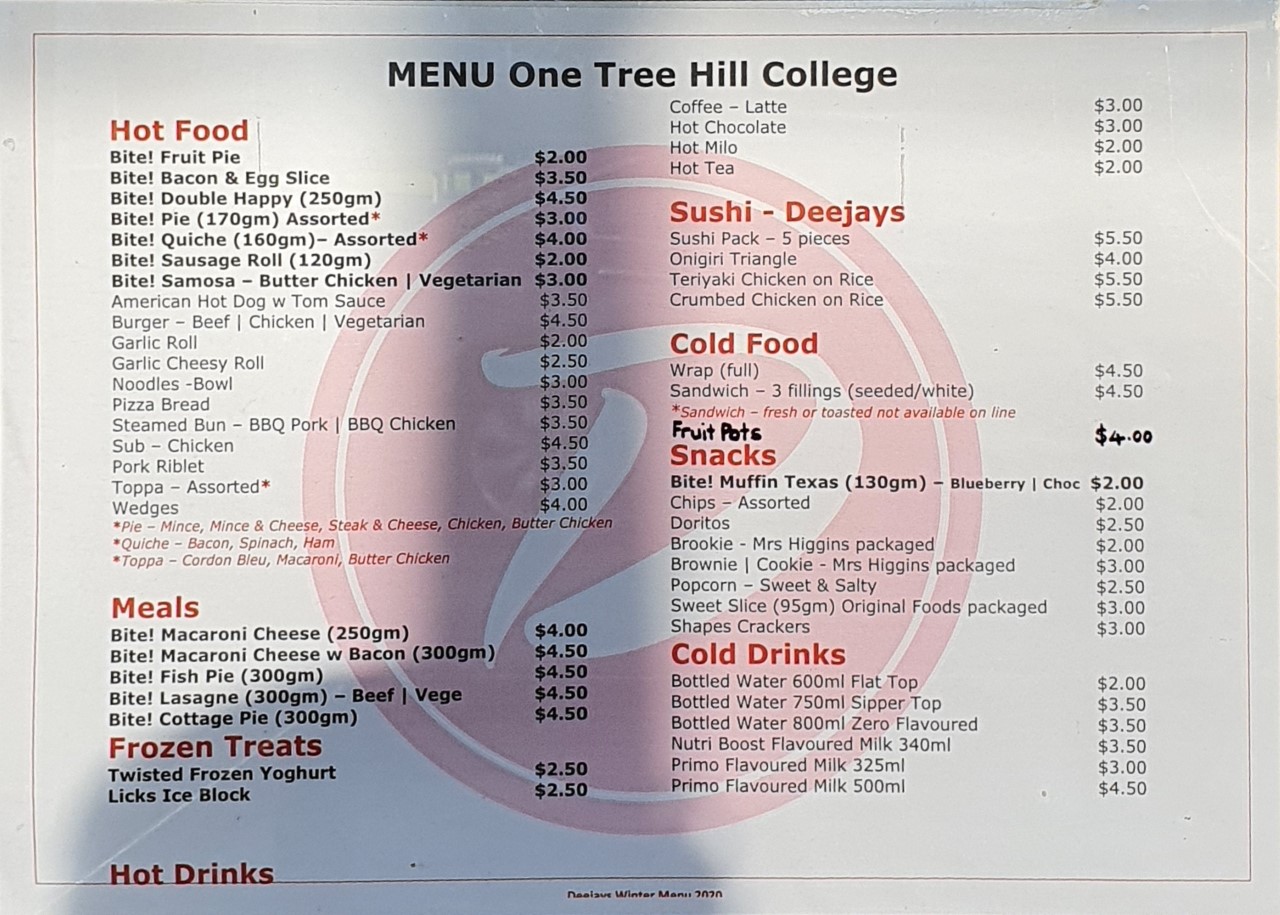 MENU One Tree Hill College
Hot Food
Bite! Fruit Pie $2.00
Bite! Bacon & Egg Slice $3.50
Bite! Double Happy (250gm) $4.50
Bite! Pie (170gm) Assorted* $3.00
Bite! Quiche (160gm)– Assorted* $4.00
Bite! Sausage Roll (120gm) $2.00
Bite! Samosa – Butter Chicken | Vegetarian $3.00
American Hot Dog w Tom Sauce $3.50
Burger – Beef | Chicken | Vegetarian $4.50
Garlic Roll $2.00
Garlic Cheesy Roll $2.50
Noodles -Bowl $3.00
Pizza Bread $3.50
Steamed Bun – BBQ Pork | BBQ Chicken $3.50
Sub – Chicken $4.50
Pork Riblet $3.50
Toppa – Assorted* $3.00
Wedges $4.00
*Pie – Mince, Mince & Cheese, Steak & Cheese, Chicken, Butter Chicken
*Quiche – Bacon, Spinach, Ham
*Toppa – Cordon Bleu, Macaroni, Butter Chicken
Meals
Bite! Macaroni Cheese (250gm) $4.00
Bite! Macaroni Cheese w Bacon (300gm) $4.50
Bite! Fish Pie (300gm) $4.50
Bite! Lasagne (300gm) – Beef | Vege $4.50
Bite! Cottage Pie (300gm) $4.50
Frozen Treats
Twisted Frozen Yoghurt $2.50
Licks Ice Block $2.50
Hot Drinks
Coffee – Latte $3.00
Hot Chocolate $3.00
Hot Milo $2.00
Hot Tea $2.00
Sushi - Deejays
Sushi Pack – 5 pieces $5.50
Onigiri Triangle $4.00
Teriyaki Chicken on Rice $5.50
Crumbed Chicken on Rice $5.50
Cold Food
Wrap (full) $4.50
Sandwich – 3 fillings (seeded/white) $4.50
*Sandwich – fresh or toasted not available on line
Fruit Pots $4.00
Snacks
Bite! Muffin Texas (130gm) – Blueberry | Choc $2.00
Chips – Assorted $2.00
Doritos $2.50
Brookie - Mrs Higgins packaged $2.00
Brownie | Cookie - Mrs Higgins packaged $3.00
Popcorn – Sweet & Salty $2.50
Sweet Slice (95gm) Original Foods packaged $3.00
Shapes Crackers $3.00
Cold Drinks
Bottled Water 600ml Flat Top $2.00
Bottled Water 750ml Sipper Top $3.50
Bottled Water 800ml Zero Flavoured $3.50
Nutri Boost Flavoured Milk 340ml $3.50
Primo Flavoured Milk 325ml $3.00
Primo Flavoured Milk 500ml $4.50
Deejays Winter Menu 2020